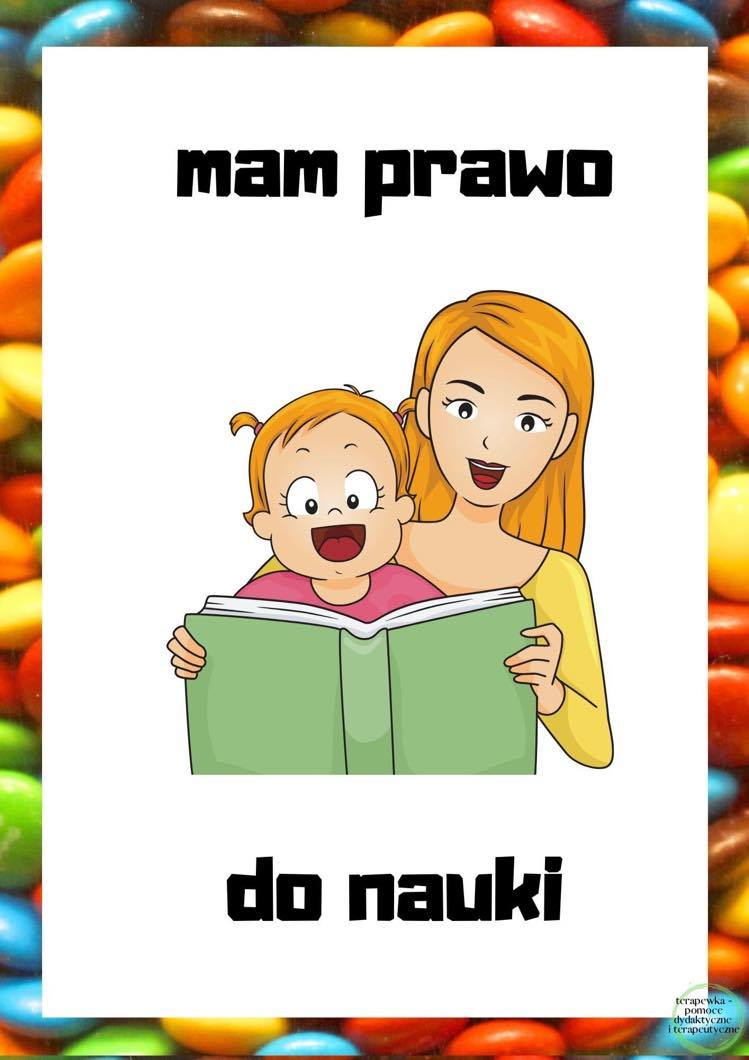 mam prawo
do nauki
terapewka -
pomoce
dydaktyczne
i terapeutyczne